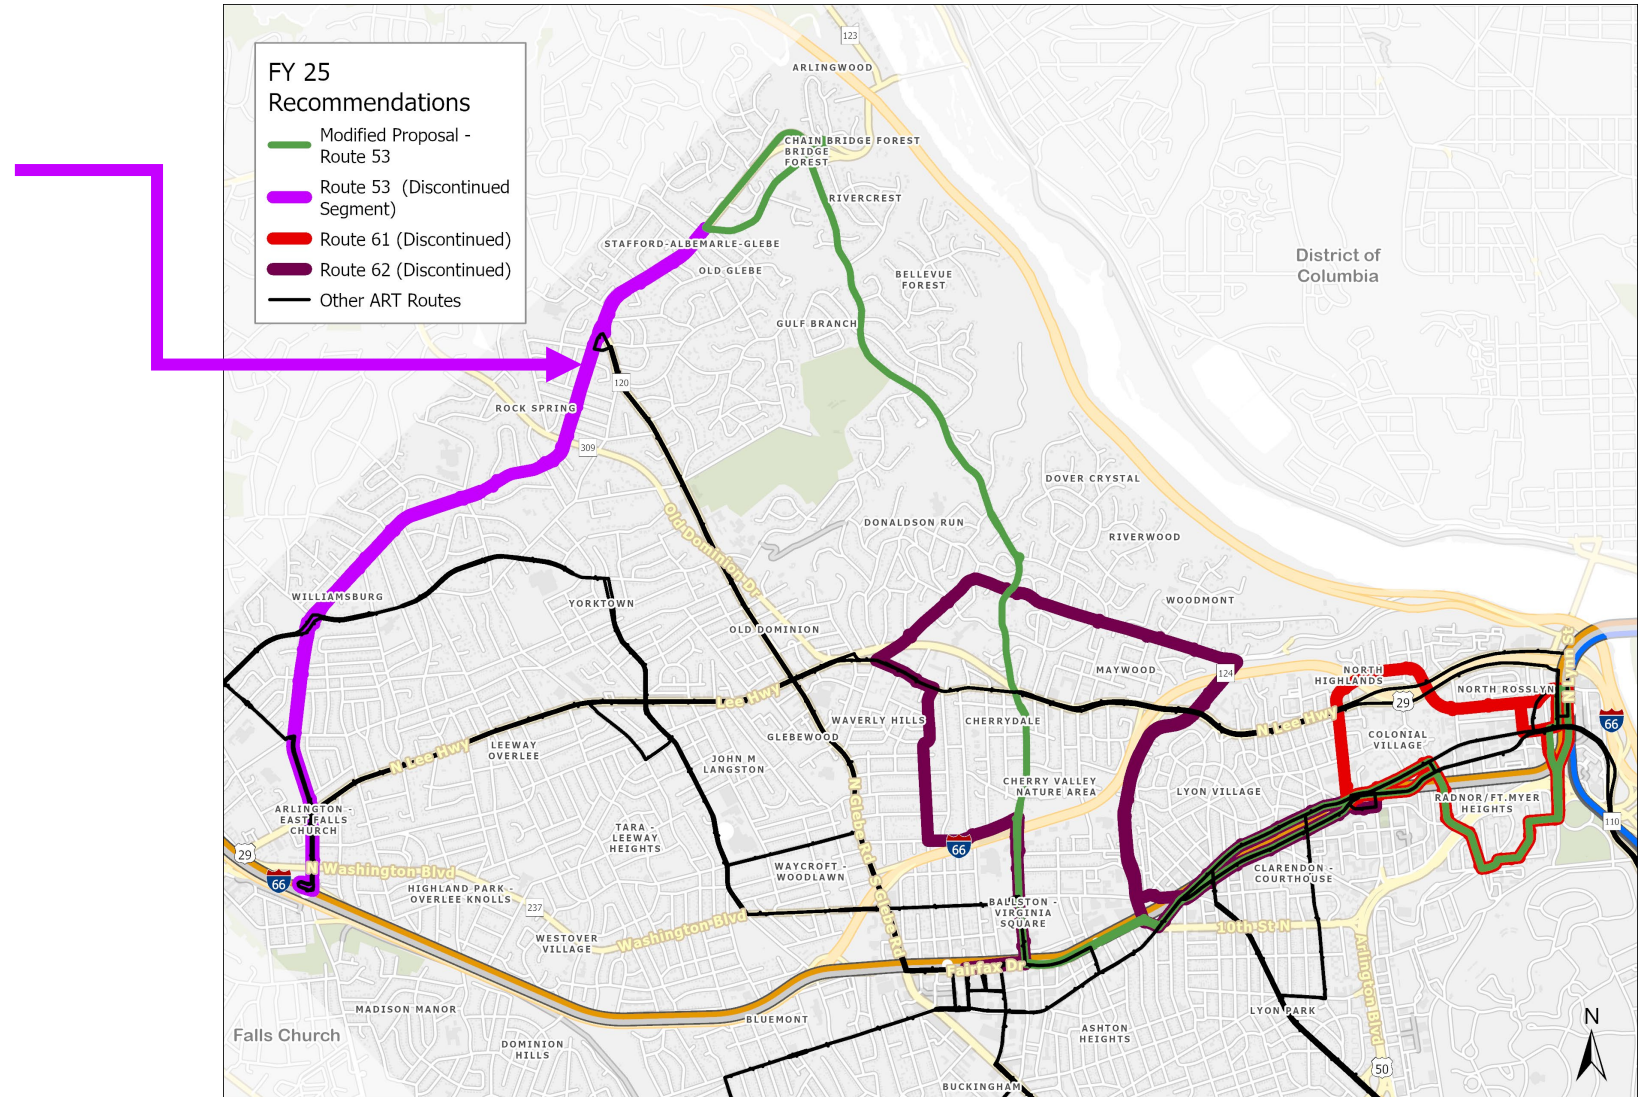 FY 25
Recommendations
Modified Proposal -
Route 53
Route 53 (Discontinued
Segment)
Route 61 (Discontinued)
Route 62 (Discontinued)
Other ART Routes
123
ARLINGWOOD
CHAIN BRIDGE FOREST
BRIDGE
FOREST
RIVERCREST
STAFFORD-ALBEMARLE-GLEBE
OLD GLEBE
BELLEVUE
FOREST
District of
Columbia
GULF BRANCH
120
ROCK SPRING
309
DOVER CRYSTAL
Old Dominion Dr
DONALDSON RUN
RIVERWOOD
WILLIAMSBURG
YORKTOWN
WOODMONT
OLD DOMINION
MAYWOOD
124
NORTH
HIGHLANDS
NORTH ROSSLYN
N Lynn St
Lee Hwy
29
N Lee Hwy
66
WAVERLY HILLS
CHERRYDALE
GLEBEWOOD
COLONIAL
VILLAGE
N Lee Hwy
LEEWAY
OVERLEE
JOHN M
LANGSTON
CHERRY VALLEY
NATURE AREA
LYON VILLAGE
RADNOR/FT.MYER
HEIGHTS
ARLINGTON -
EAST FALLS
CHURCH
N Glebe Rd
110
TARA -
LEEWAY
HEIGHTS
66
29
N Washington Blvd
66
WAYCROFT -
WOODLAWN
CLARENDON -
COURTHOUSE
HIGHLAND PARK -
OVERLEE KNOLLS
237
S Glebe Rd
BALLSTON -
VIRGINIA
SQUARE
Washington Blvd
10th St N
WESTOVER
VILLAGE
Fairfax Dr
Arlington Blvd
MADISON MANOR
BLUEMONT
LYON PARK
Falls Church
ASHTON
HEIGHTS
N
DOMINION
HILLS
50
BUCKINGHAM